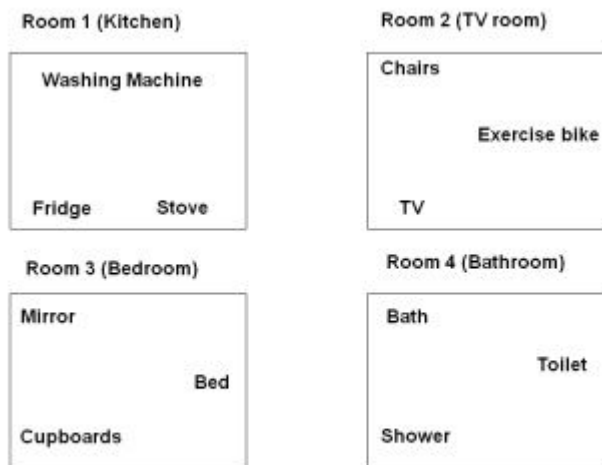 Room 1 (Kitchen)
Washing Machine
Fridge Stove
Room 2 (TV room)
Chairs
Exercise bike
TV
Room 3 (Bedroom)
Mirror
Bed
Cupboards
Room 4 (Bathroom)
Bath
Toilet
Shower